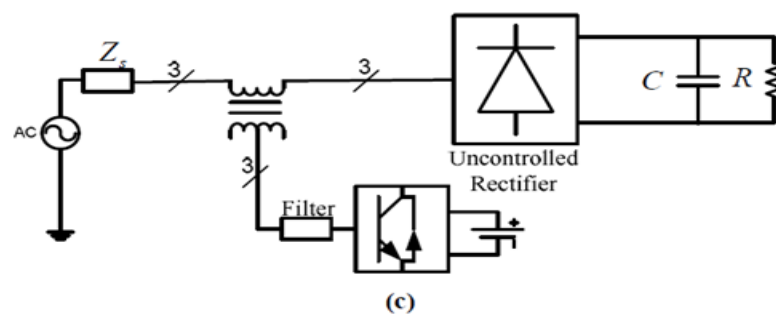 Z_s
3
3
AC
C
R
Uncontrolled
Rectifier
3
Filter
+
(c)